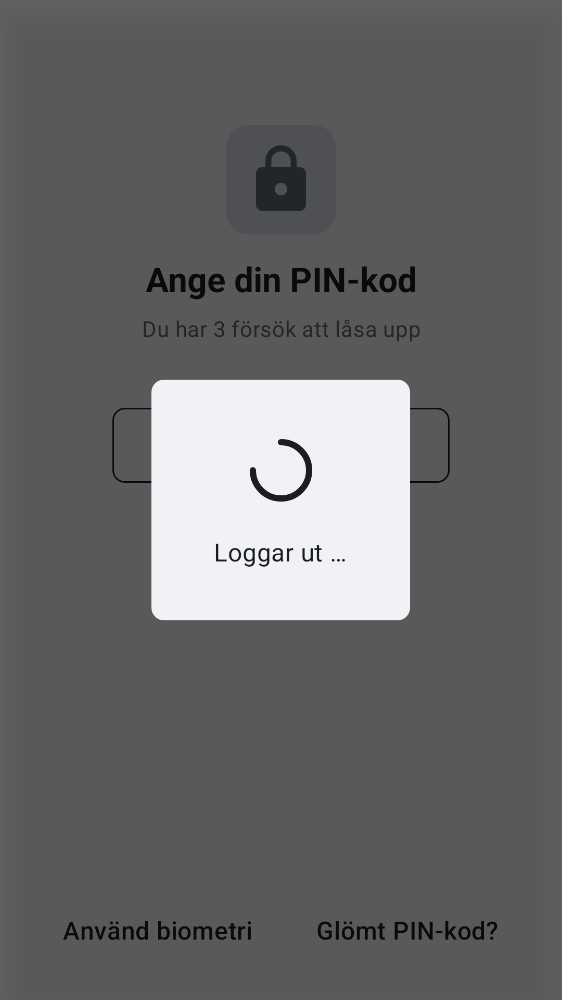 Ange din PIN-kod
Du har 3 försök att låsa upp
Loggar ut …
Använd biometri
Glömt PIN-kod?